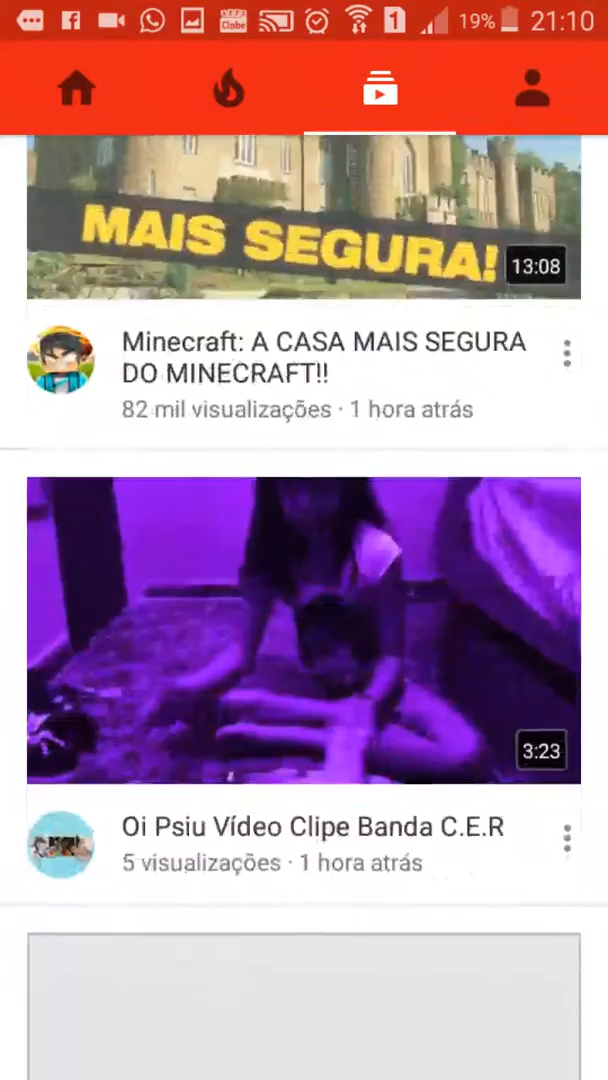 1 19% 21:10
MAIS SEGURA!
13:08
Minecraft: A CASA MAIS SEGURA
DO MINECRAFT!!
82 mil visualizações · 1 hora atrás
3:23
Oi Psiu Vídeo Clipe Banda C.E.R
5 visualizações · 1 hora atrás